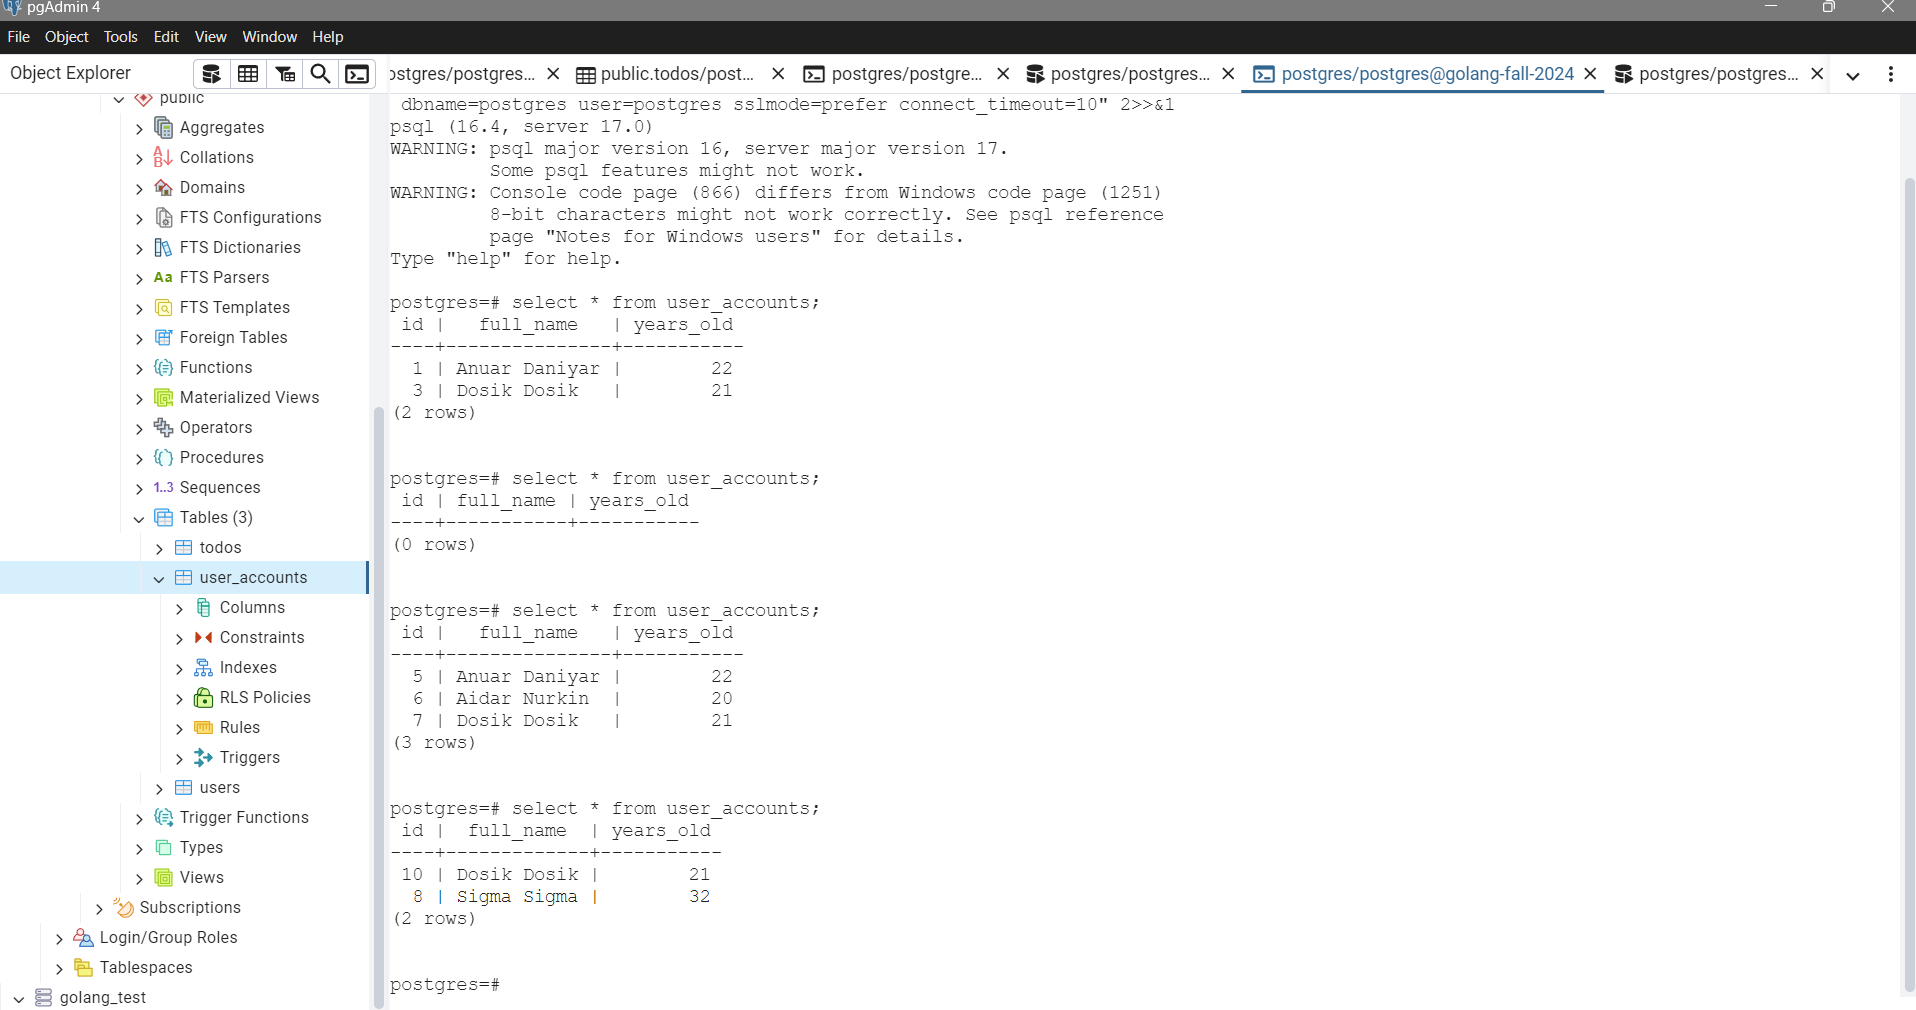 pgAdmin 4
File Object Tools Edit View Window Help
Object Explorer
ostgres/postgres...
public.todos/post...
postgres/postgre...
postgres/postgres...
postgres/postgres@golang-fall-2024
postgres/postgres...
public
Aggregates
Collations
Domains
FTS Configurations
FTS Dictionaries
Aa FTS Parsers
FTS Templates
Foreign Tables
Functions
Materialized Views
Operators
Procedures
1..3 Sequences
Tables (3)
todos
user_accounts
Columns
Constraints
Indexes
RLS Policies
Rules
Triggers
users
Trigger Functions
Types
Views
Subscriptions
Login/Group Roles
Tablespaces
golang_test
dbname=postgres user=postgres sslmode=prefer connect_timeout=10" 2>>&1
psql (16.4, server 17.0)
WARNING: psql major version 16, server major version 17.
         Some psql features might not work.
WARNING: Console code page (866) differs from Windows code page (1251)
         8-bit characters might not work correctly. See psql reference
         page "Notes for Windows users" for details.
Type "help" for help.
postgres=# select * from user_accounts;
 id |   full_name   | years_old
----+---------------+-----------
  1 | Anuar Daniyar |        22
  3 | Dosik Dosik   |        21
(2 rows)
postgres=# select * from user_accounts;
 id | full_name | years_old
----+-----------+-----------
(0 rows)
postgres=# select * from user_accounts;
 id |   full_name   | years_old
----+---------------+-----------
  5 | Anuar Daniyar |        22
  6 | Aidar Nurkin  |        20
  7 | Dosik Dosik   |        21
(3 rows)
postgres=# select * from user_accounts;
 id |  full_name  | years_old
----+-------------+-----------
 10 | Dosik Dosik |        21
  8 | Sigma Sigma |        32
(2 rows)
postgres=#